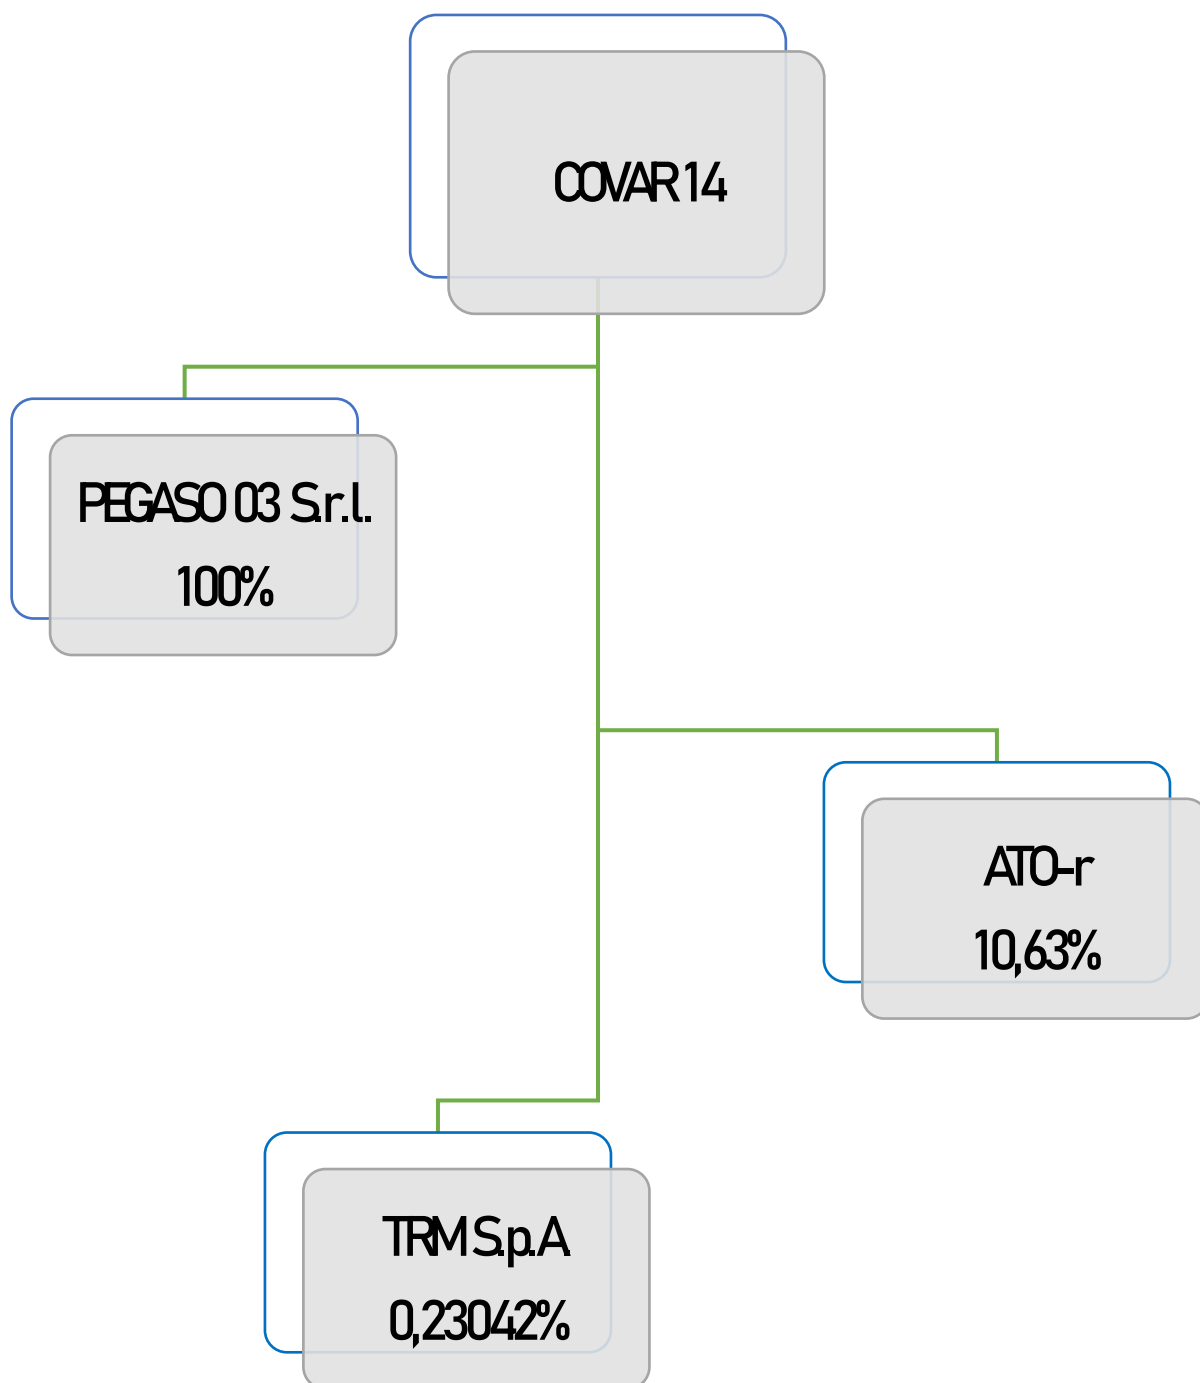 COVAR 14
PEGASO 03 S.r.l.
100%
ATO-r
10,63%
TRM S.p.A.
0,23042%